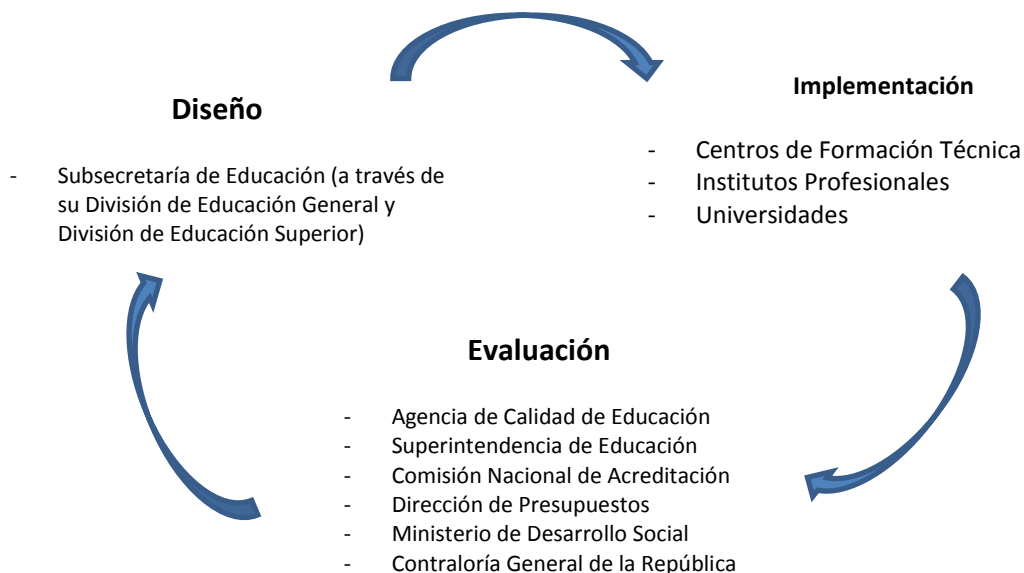 Diseño
- Subsecretaría de Educación (a través de
su División de Educación General y
División de Educación Superior)
Implementación
- Centros de Formación Técnica
- Institutos Profesionales
- Universidades
Evaluación
- Agencia de Calidad de Educación
- Superintendencia de Educación
- Comisión Nacional de Acreditación
- Dirección de Presupuestos
- Ministerio de Desarrollo Social
- Contraloría General de la República